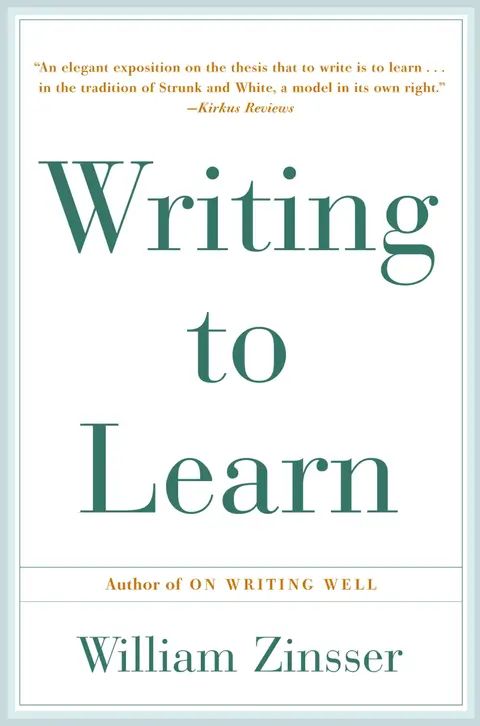 “An elegant exposition on the thesis that to write is to learn . . .
in the tradition of Strunk and White, a model in its own right.”
—Kirkus Reviews
Writing
to
Learn
Author of ON WRITING WELL
William Zinsser